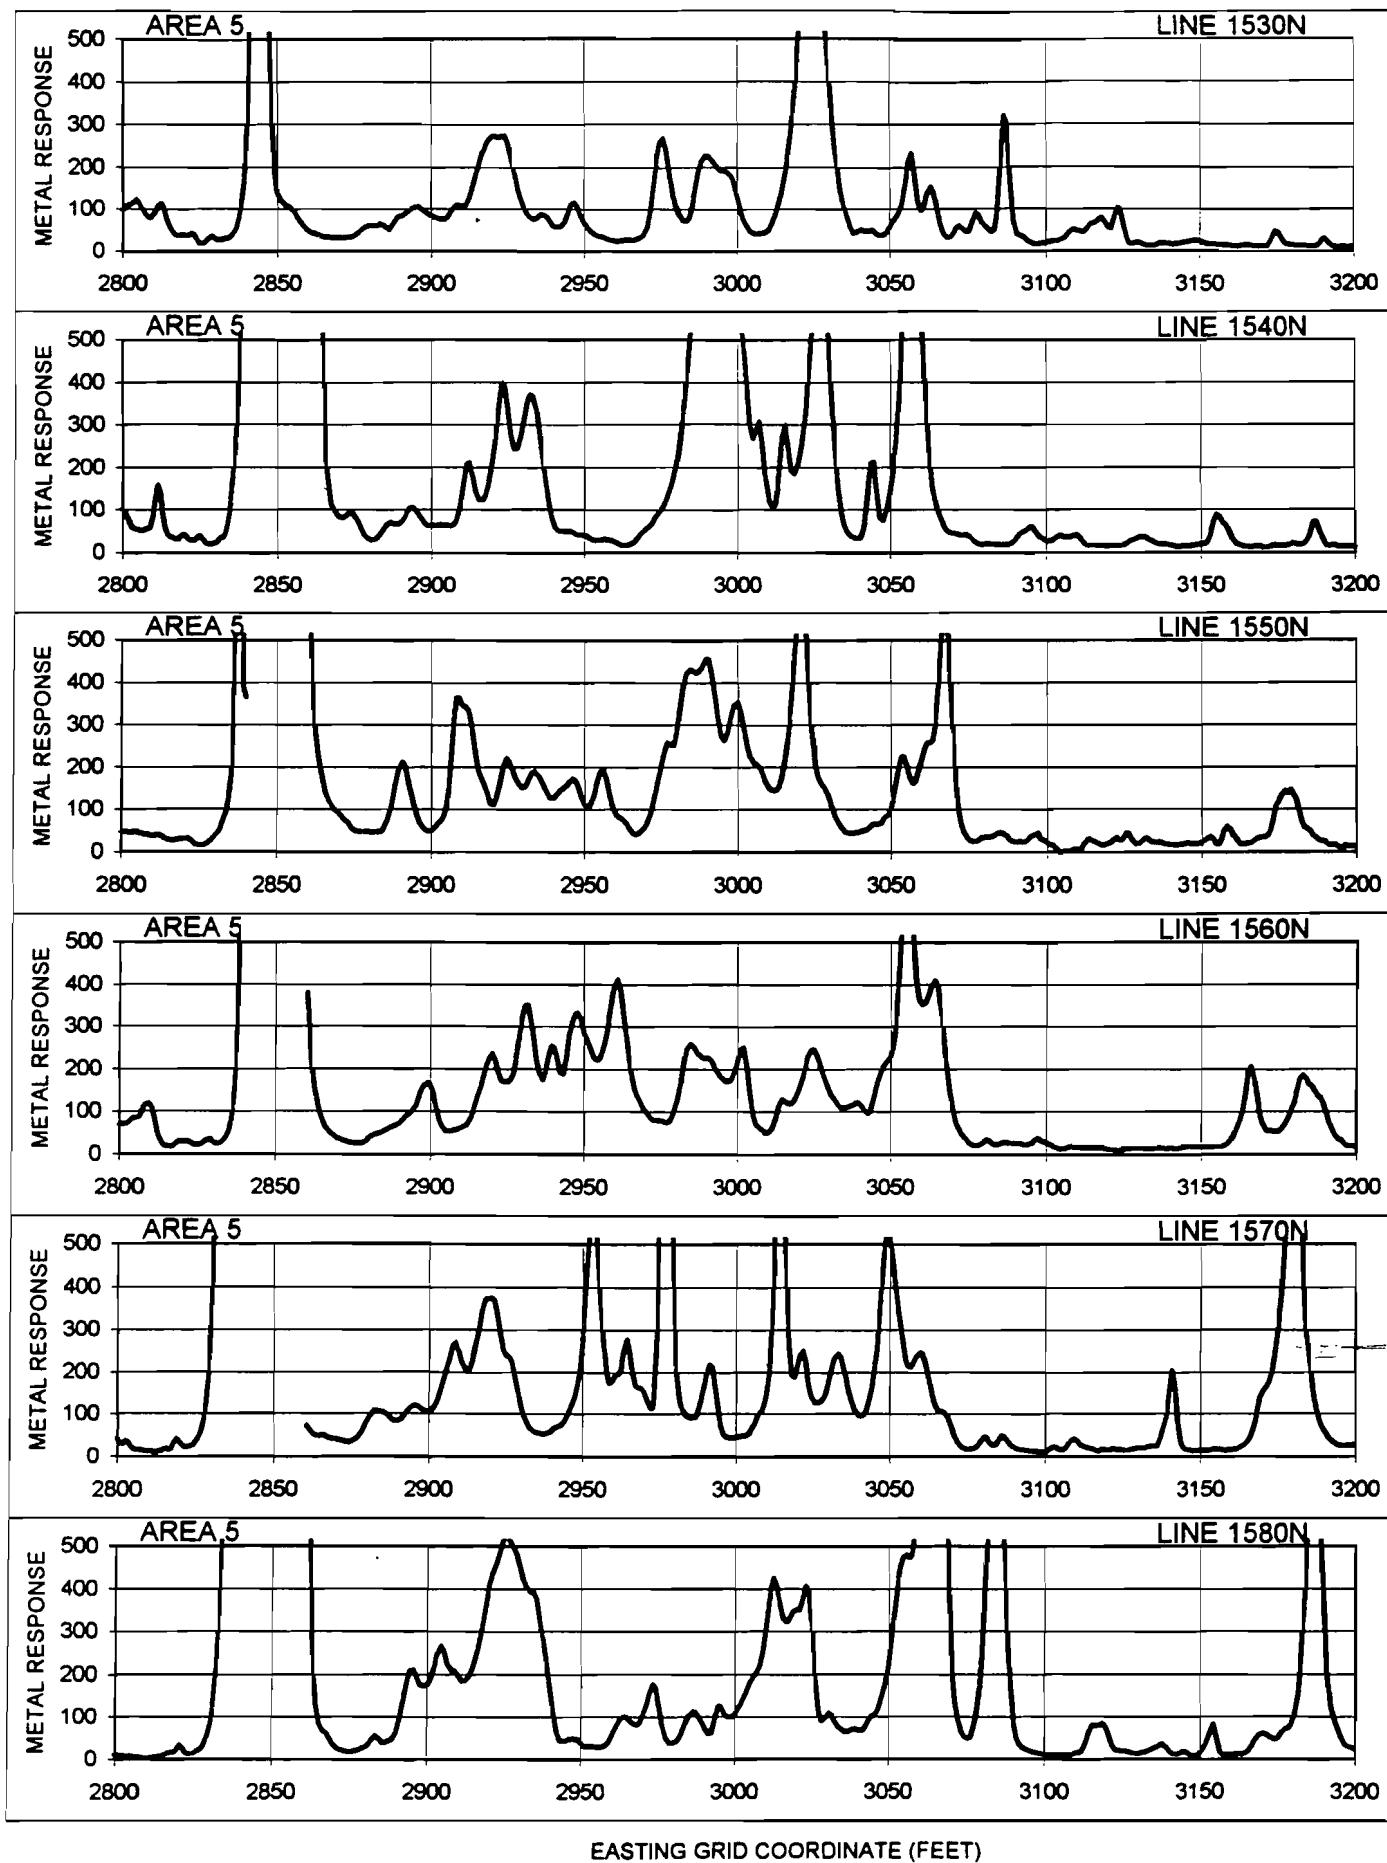 AREA 5 LINE 1530N
METAL RESPONSE
500
400
300
200
100
0
2800 2850 2900 2950 3000 3050 3100 3150 3200
AREA 5 LINE 1540N
METAL RESPONSE
500
400
300
200
100
0
2800 2850 2900 2950 3000 3050 3100 3150 3200
AREA 5 LINE 1550N
METAL RESPONSE
500
400
300
200
100
0
2800 2850 2900 2950 3000 3050 3100 3150 3200
AREA 5 LINE 1560N
METAL RESPONSE
500
400
300
200
100
0
2800 2850 2900 2950 3000 3050 3100 3150 3200
AREA 5 LINE 1570N
METAL RESPONSE
500
400
300
200
100
0
2800 2850 2900 2950 3000 3050 3100 3150 3200
AREA 5 LINE 1580N
METAL RESPONSE
500
400
300
200
100
0
2800 2850 2900 2950 3000 3050 3100 3150 3200
EASTING GRID COORDINATE (FEET)